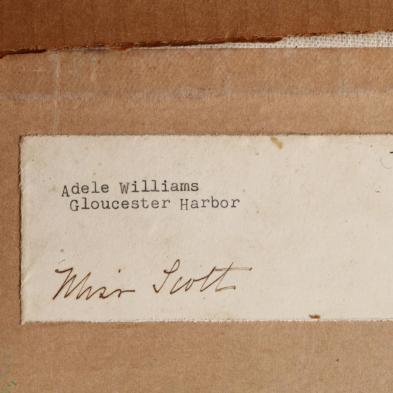 Adele Williams
Gloucester Harbor
Miss Scott